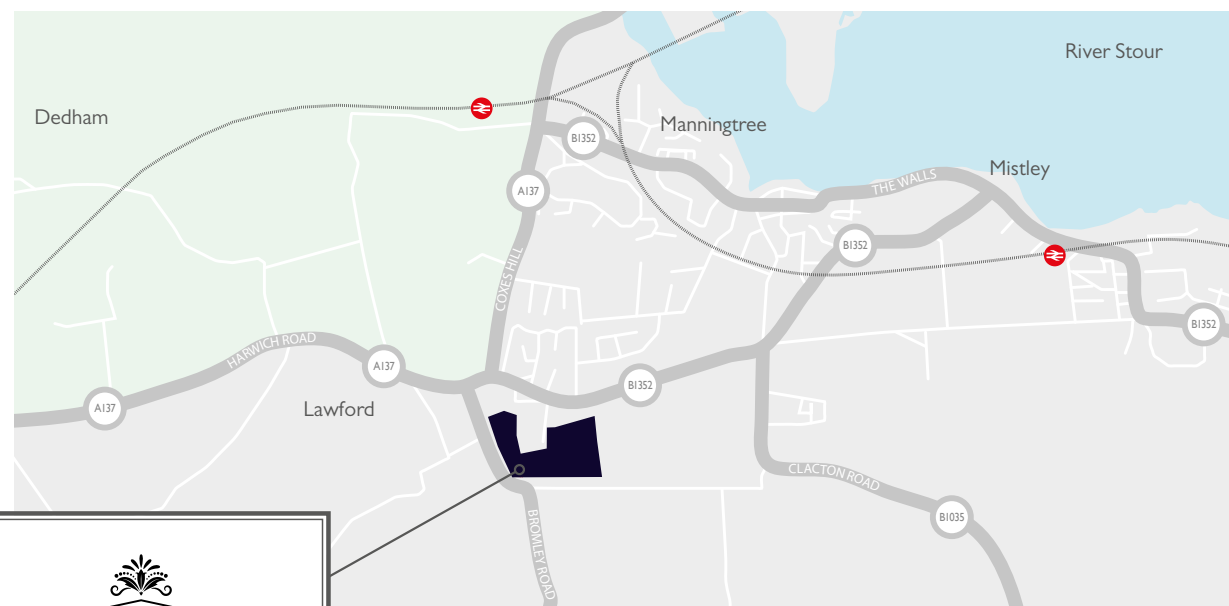 River Stour
Dedham
Manningtree
B1352
Mistley
THE WALLS
A137
B1352
COXES HILL
B1352
HARWICH ROAD
A137
B1352
A137
Lawford
CLACTON ROAD
B1035
BROMLEY ROAD